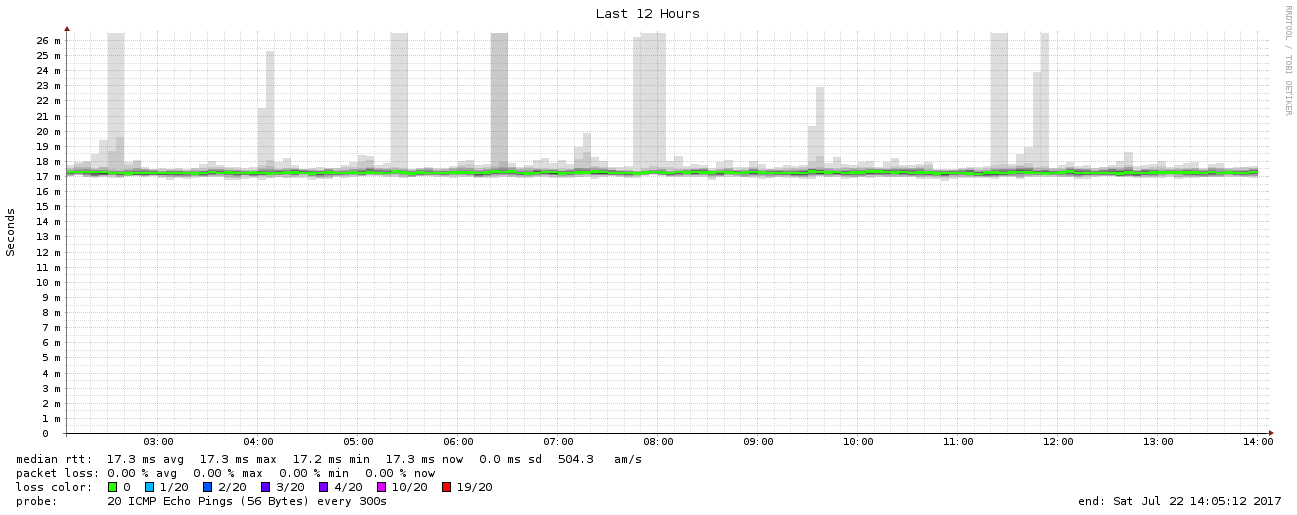 Last 12 Hours
RRDTOOL / TOBI OETIKER
Seconds
26 m
25 m
24 m
23 m
22 m
21 m
20 m
19 m
18 m
17 m
16 m
15 m
14 m
13 m
12 m
11 m
10 m
9 m
8 m
7 m
6 m
5 m
4 m
3 m
2 m
1 m
0
03:00 04:00 05:00 06:00 07:00 08:00 09:00 10:00 11:00 12:00 13:00 14:00
median rtt: 17.3 ms avg 17.3 ms max 17.2 ms min 17.3 ms now 0.0 ms sd 504.3 am/s
packet loss: 0.00 % avg 0.00 % max 0.00 % min 0.00 % now
loss color: 0 1/20 2/20 3/20 4/20 10/20 19/20
probe: 20 ICMP Echo Pings (56 Bytes) every 300s end: Sat Jul 22 14:05:12 2017